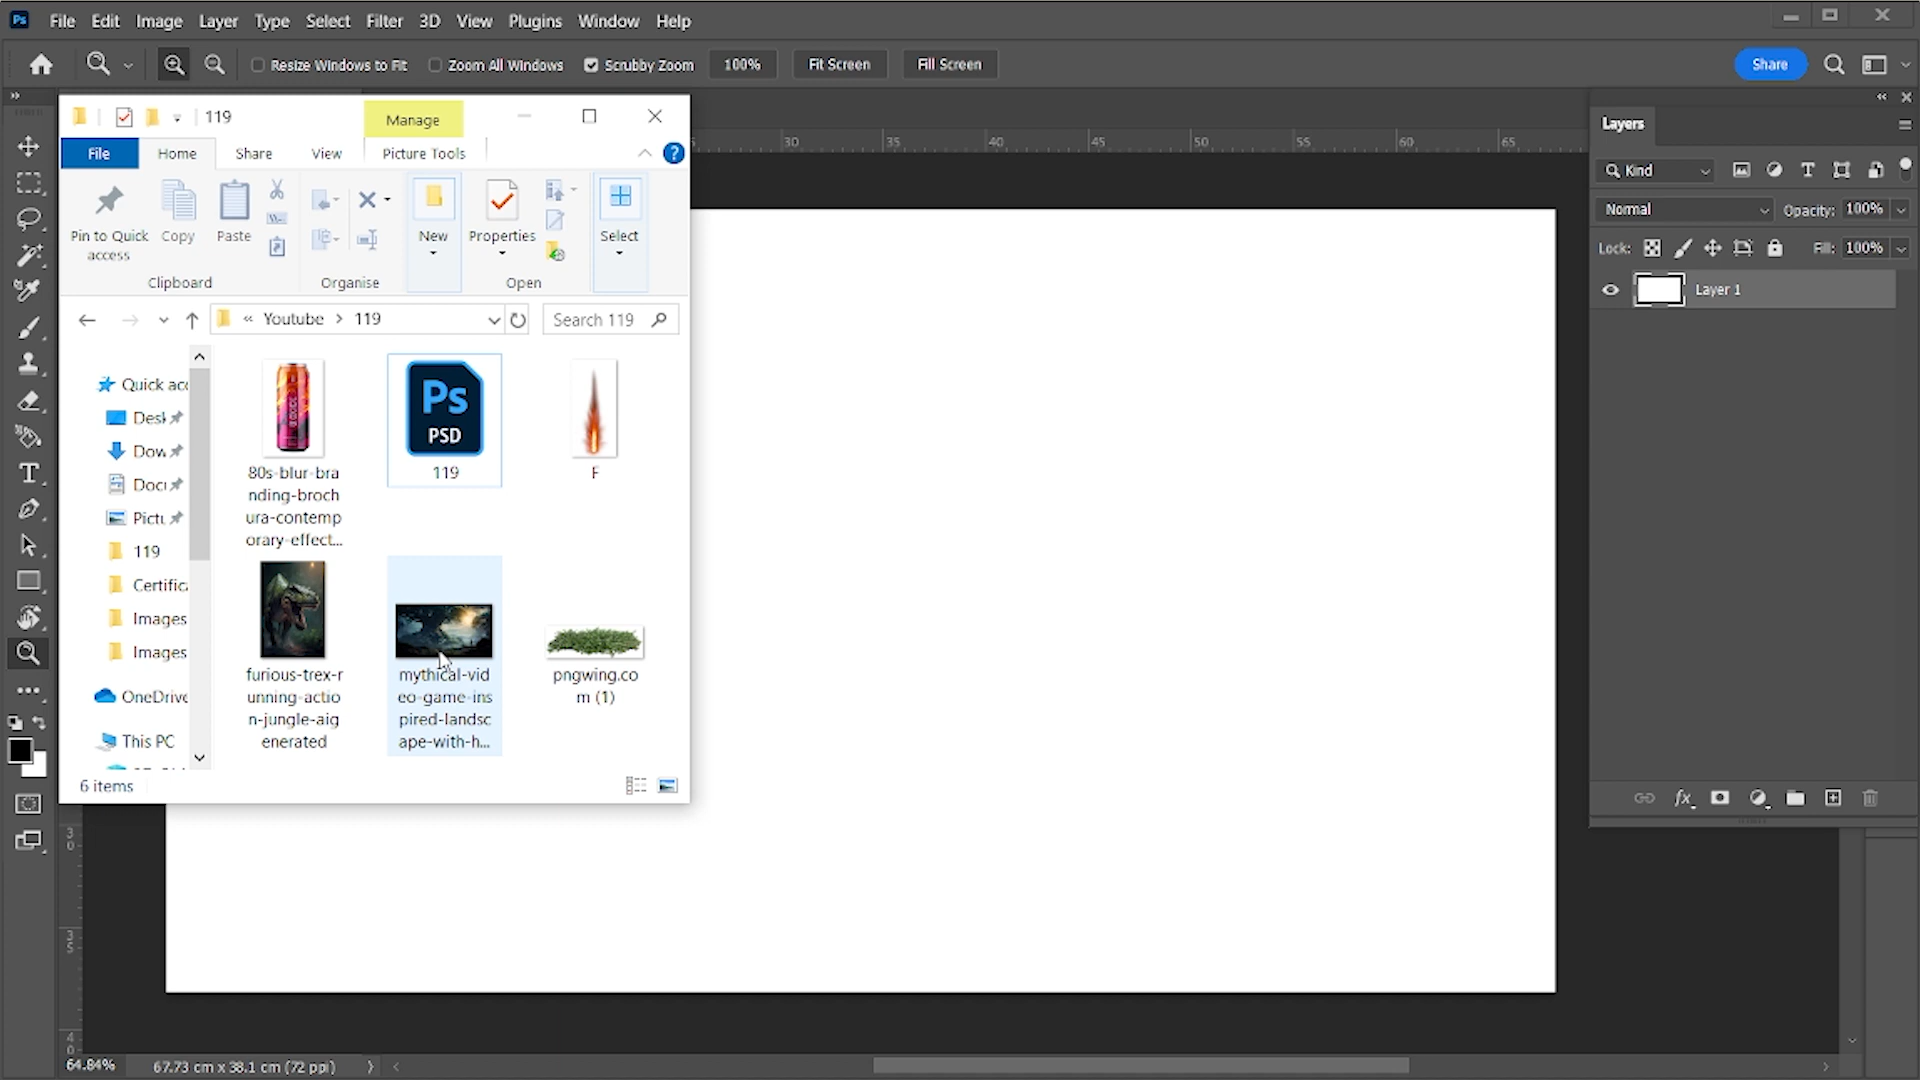 Ps File Edit Image Layer Type Select Filter 3D View Plugins Window Help
Resize Windows to Fit Zoom All Windows Scrubby Zoom 100% Fit Screen Fill Screen Share
119 Manage
File Home Share View Picture Tools ?
Pin to Quick access
Copy
Paste
New
Properties
Select
Clipboard Organise Open
« Youtube > 119
Search 119
Quick acc
Desk
Dow
Docu
Pictu
119
Certifica
Images
Images
OneDrive
This PC
80s-blur-bra
nding-broch
ura-contemp
orary-effect...
Ps
PSD
119
F
furious-trex-r
unning-actio
n-jungle-aig
enerated
mythical-vid
eo-game-ins
pired-landsc
ape-with-h...
pngwing.co
m (1)
6 items
30 35 40 45 50 55 60 65
Layers
Kind
Normal Opacity: 100%
Lock: Fill: 100%
Layer 1
fx
30
35
40
64.84% 67.73 cm x 38.1 cm (72 ppi)